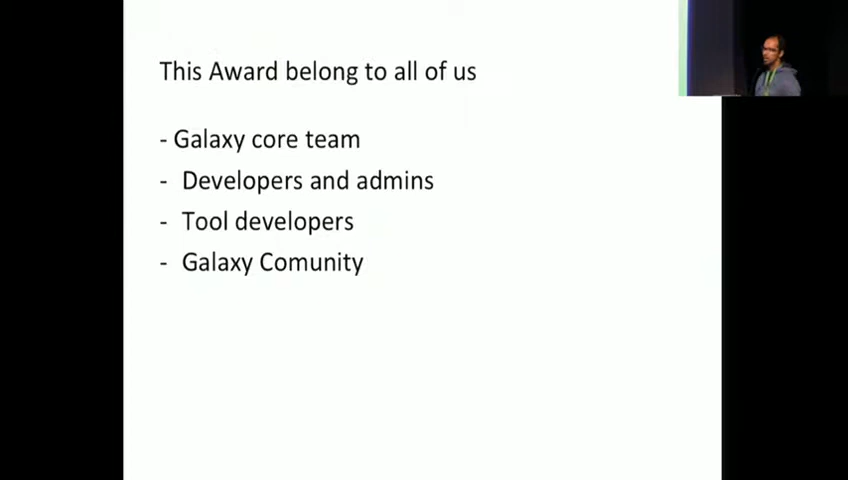 This Award belong to all of us
- Galaxy core team
- Developers and admins
- Tool developers
- Galaxy Comunity